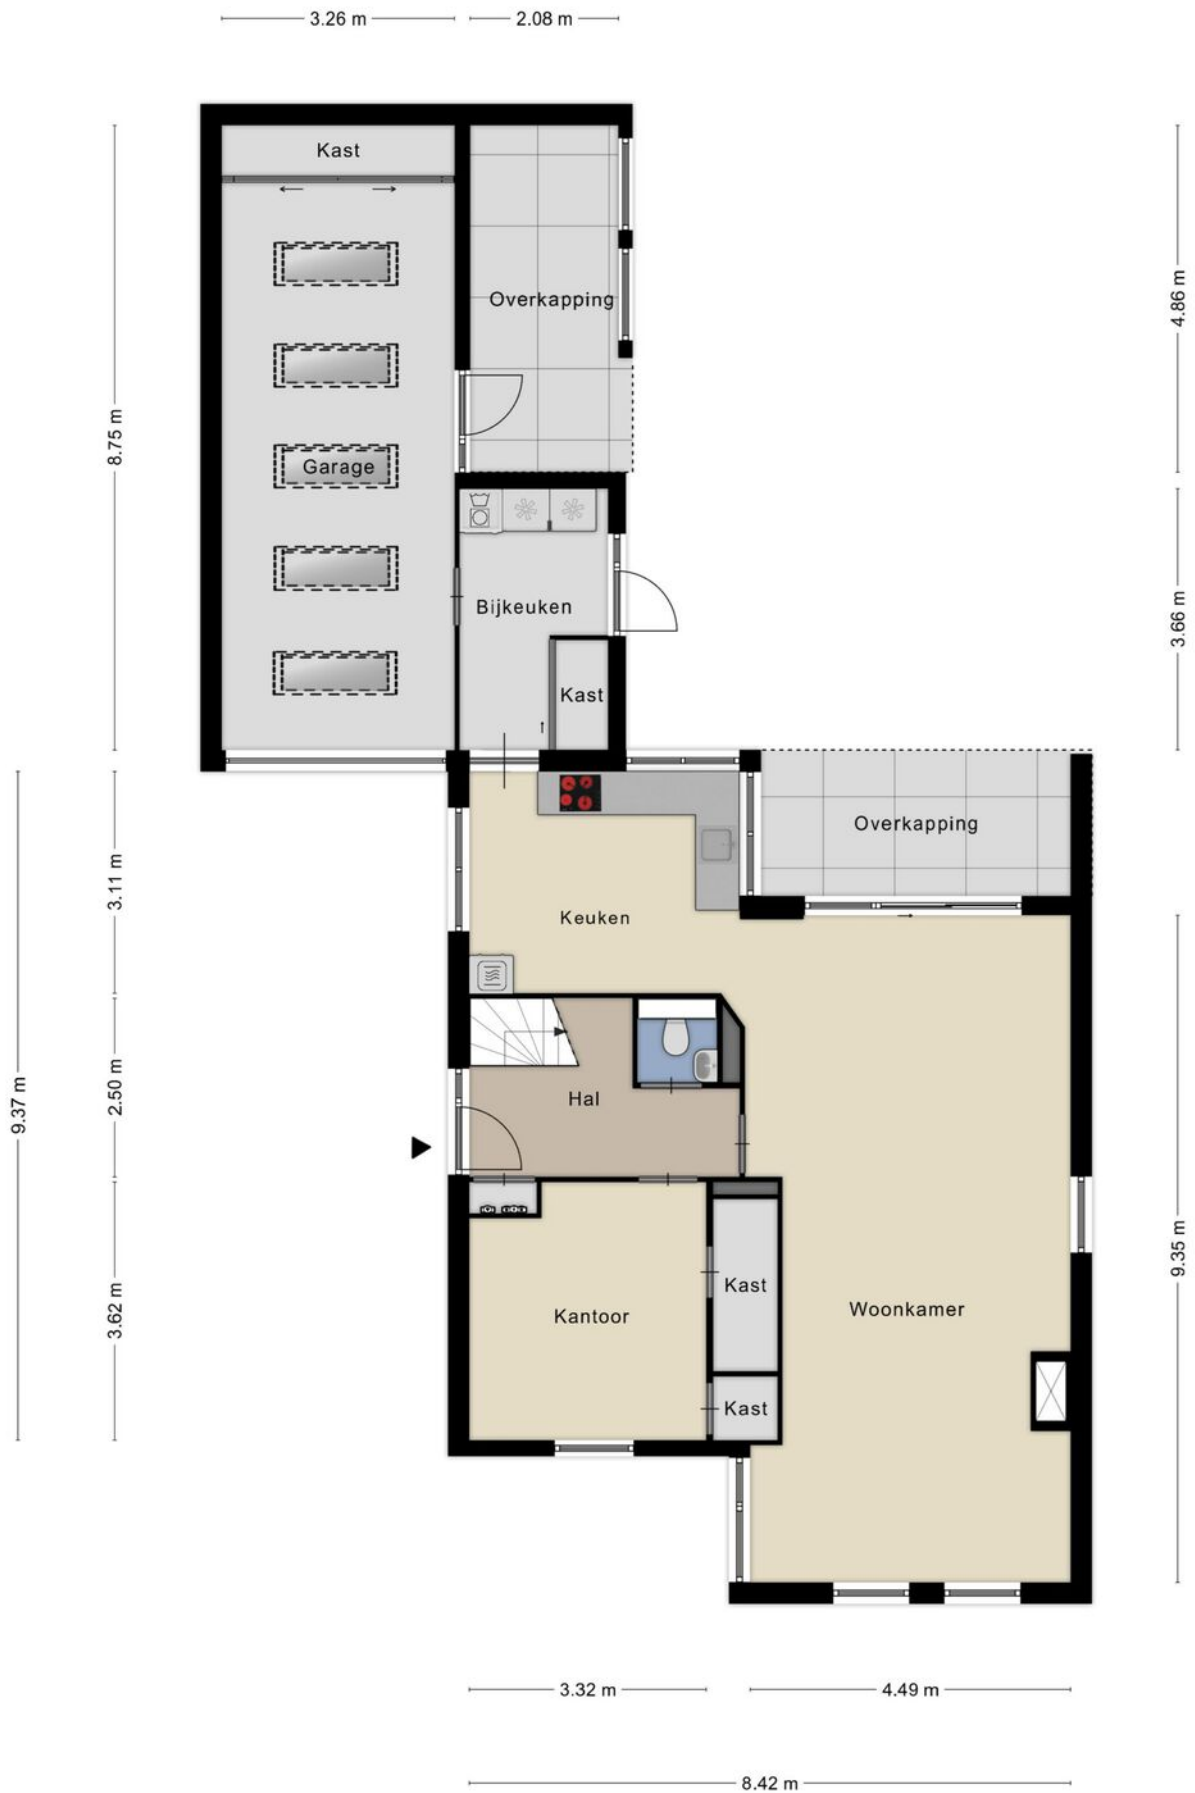 3.26 m
2.08 m
Kast
Overkapping
4.86 m
8.75 m
Garage
Bijkeuken
3.66 m
Kast
Overkapping
3.11 m
Keuken
2.50 m
Hal
9.37 m
9.35 m
3.62 m
Kantoor
Kast
Woonkamer
Kast
3.32 m
4.49 m
8.42 m